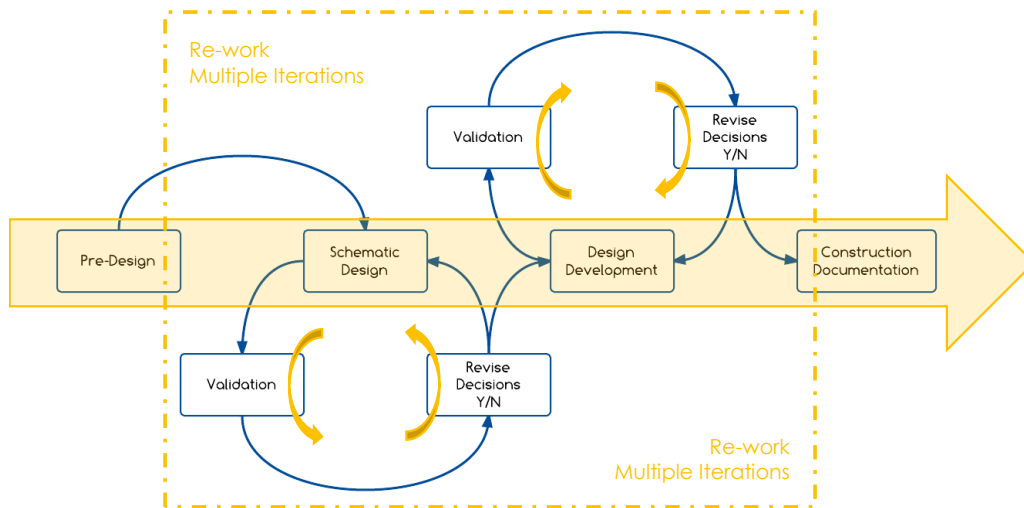 Re-work
Multiple Iterations
Validation
Revise
Decisions
Y/N
Pre-Design
Schematic
Design
Design
Development
Construction
Documentation
Validation
Revise
Decisions
Y/N
Re-work
Multiple Iterations